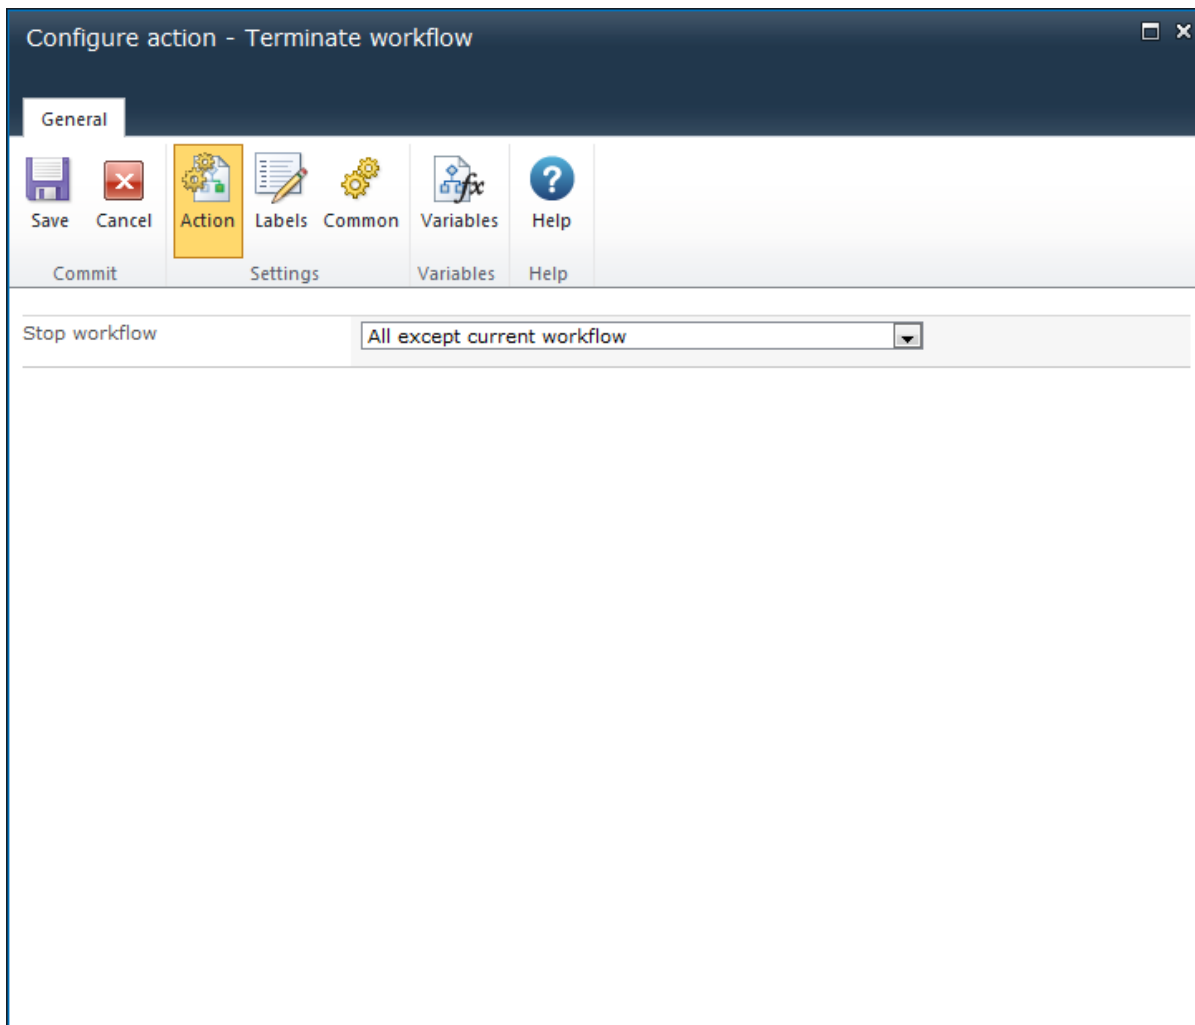 Configure action - Terminate workflow
General
Save Cancel Action Labels Common Variables Help
Commit Settings Variables Help
Stop workflow All except current workflow